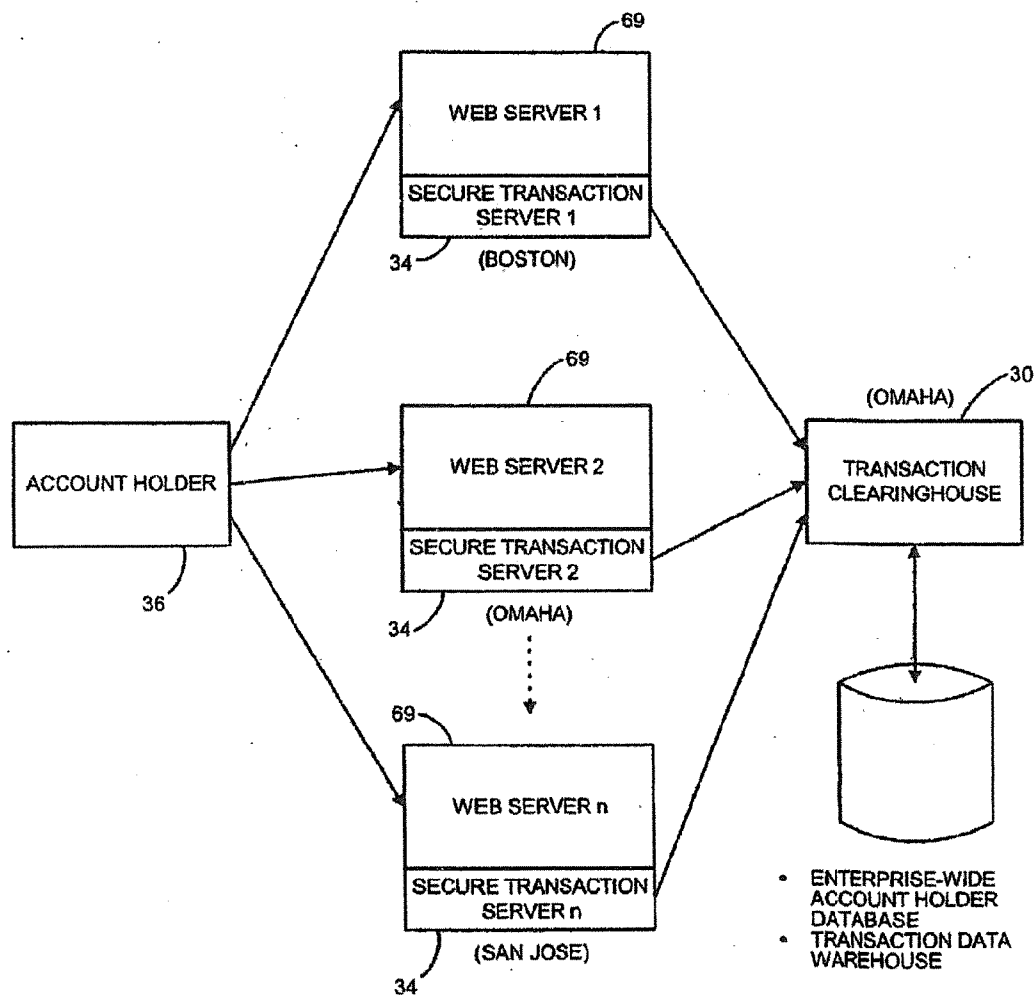 69
WEB SERVER 1
SECURE TRANSACTION
SERVER 1
34
(BOSTON)
69
WEB SERVER 2
SECURE TRANSACTION
SERVER 2
34
(OMAHA)
ACCOUNT HOLDER
36
(OMAHA)
30
TRANSACTION
CLEARINGHOUSE
69
WEB SERVER n
SECURE TRANSACTION
SERVER n
34
(SAN JOSE)
• ENTERPRISE-WIDE
ACCOUNT HOLDER
DATABASE
• TRANSACTION DATA
WAREHOUSE